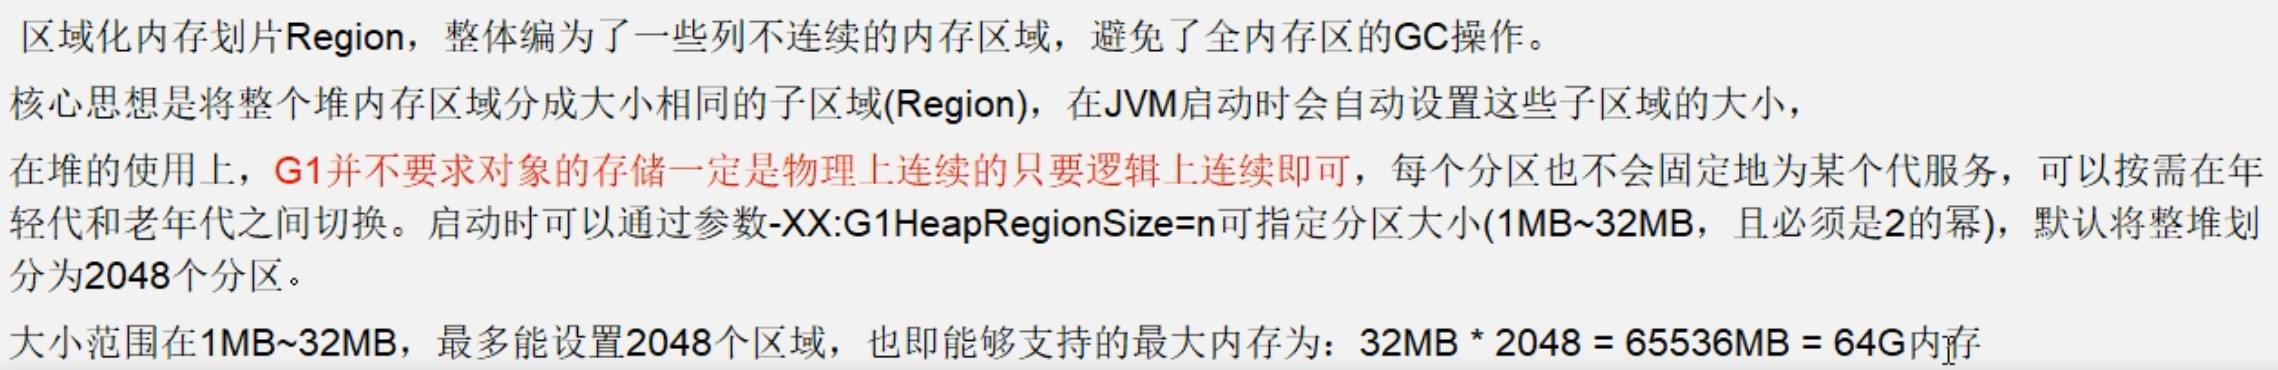 区域化内存划片Region，整体编为了一些列不连续的内存区域，避免了全内存区的GC操作。
核心思想是将整个堆内存区域分成大小相同的子区域(Region)，在JVM启动时会自动设置这些子区域的大小，
在堆的使用上，G1并不要求对象的存储一定是物理上连续的只要逻辑上连续即可，每个分区也不会固定地为某个代服务，可以按需在年
轻代和老年代之间切换。启动时可以通过参数-XX:G1HeapRegionSize=n可指定分区大小(1MB~32MB，且必须是2的幂)，默认将整堆划
分为2048个分区。
大小范围在1MB~32MB，最多能设置2048个区域，也即能够支持的最大内存为：32MB * 2048 = 65536MB = 64G内存